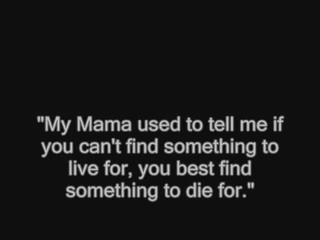 "My Mama used to tell me if
you can't find something to
live for, you best find
something to die for."